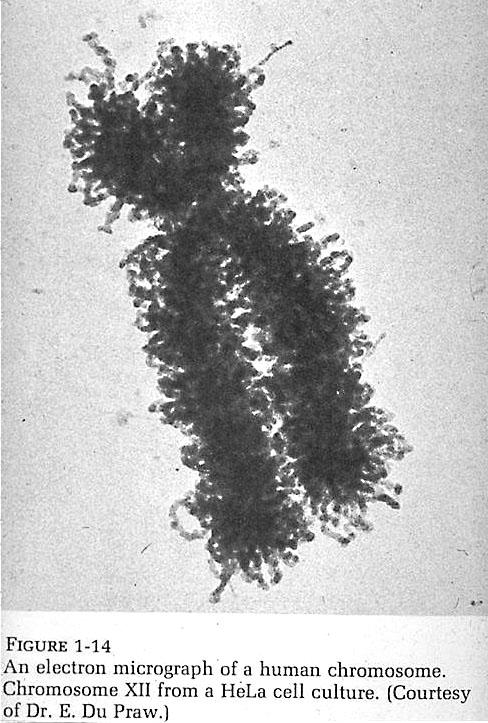 FIGURE 1-14
An electron micrograph of a human chromosome.
Chromosome XII from a HeLa cell culture. (Courtesy
of Dr. E. Du Praw.)